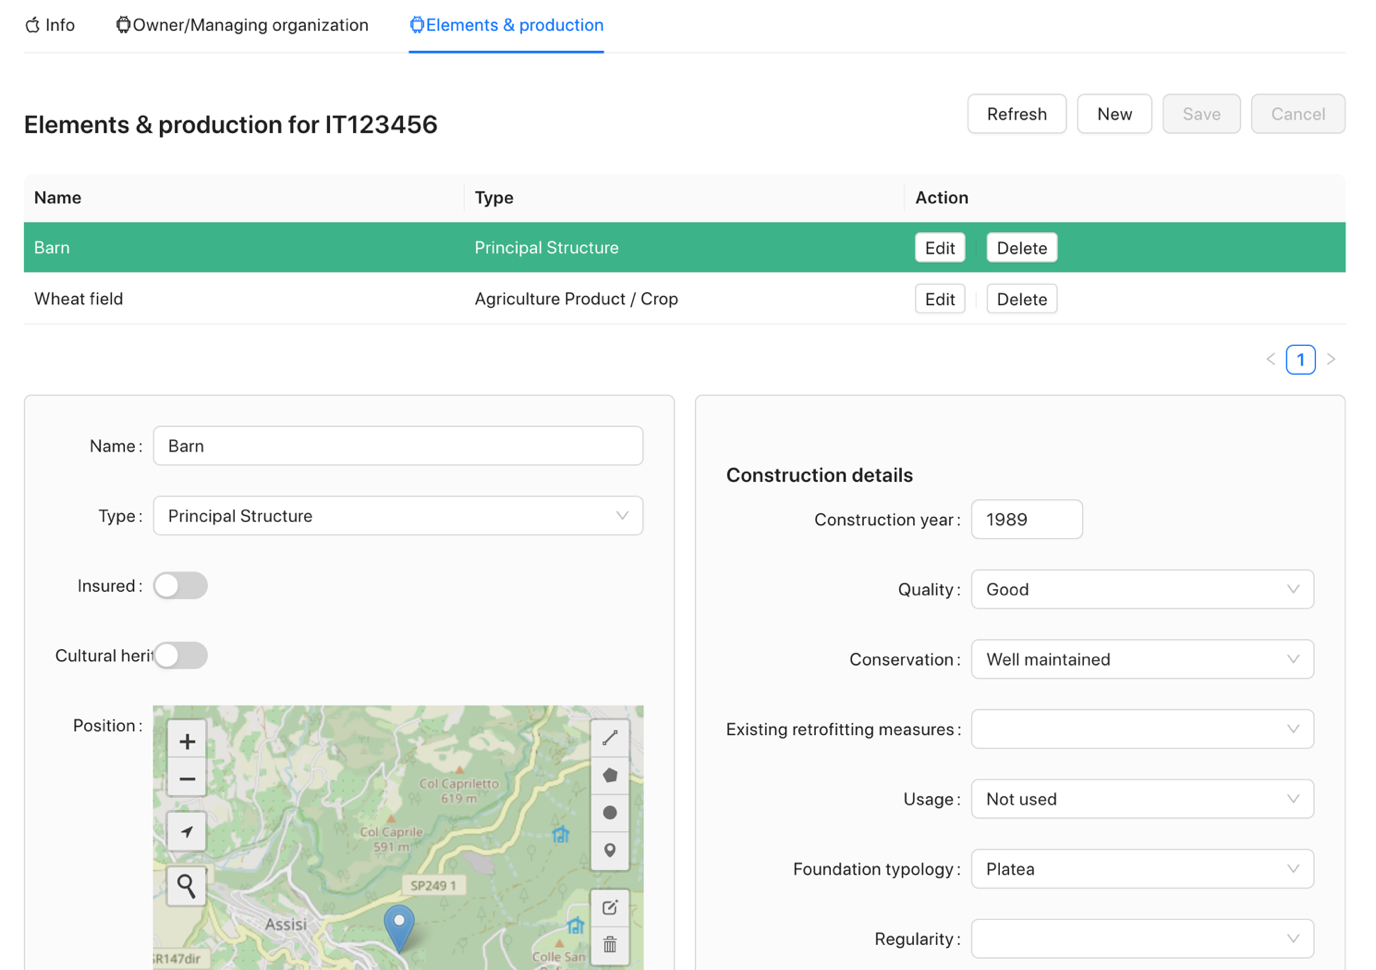 Info Owner/Managing organization Elements & production
Elements & production for IT123456
Refresh New Save Cancel
Name Type Action
Barn Principal Structure Edit Delete
Wheat field Agriculture Product / Crop Edit Delete
< 1 >
Name : Barn
Type : Principal Structure
Insured :
Cultural herit
Position :
+
−
Col Capriletto
619 m
Col Caprile
591 m
SP249 1
Assisi
SR147dir
Colle San
Construction details
Construction year : 1989
Quality : Good
Conservation : Well maintained
Existing retrofitting measures :
Usage : Not used
Foundation typology : Platea
Regularity :